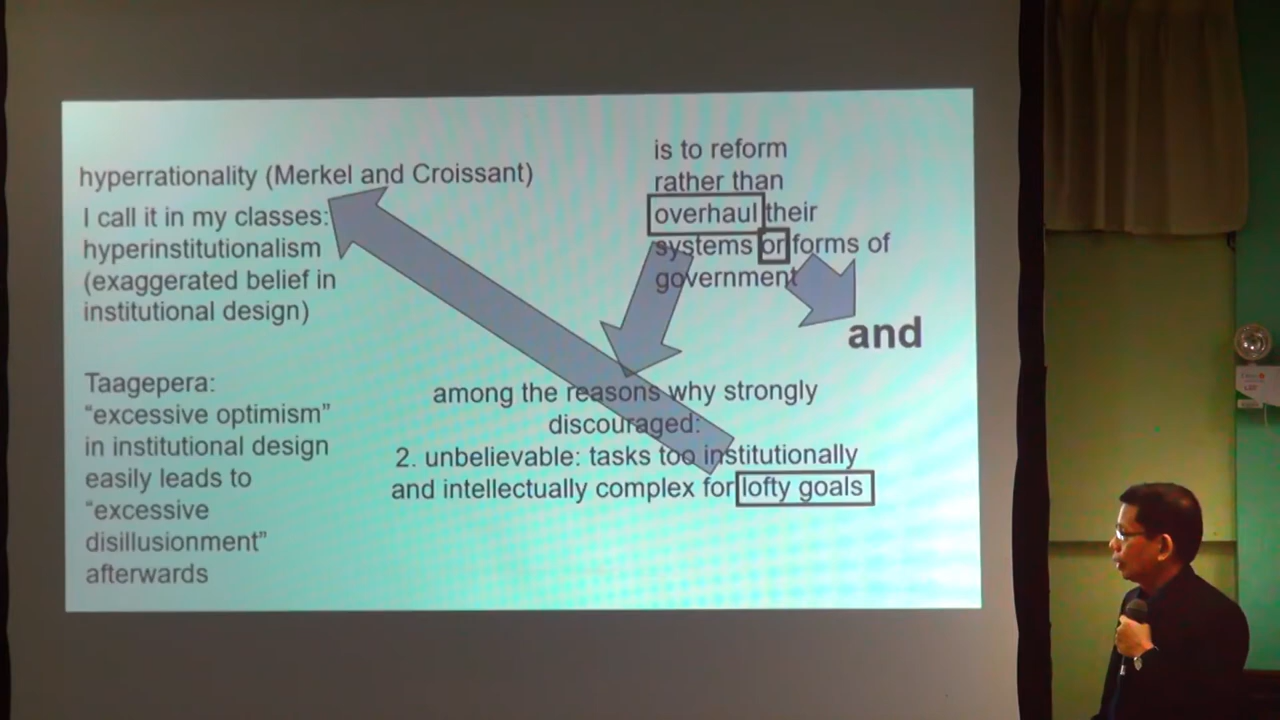 hyperrationality (Merkel and Croissant)
I call it in my classes:
hyperinstitutionalism
(exaggerated belief in
institutional design)
Taagepera:
“excessive optimism”
in institutional design
easily leads to
“excessive
disillusionment”
afterwards
is to reform
rather than
overhaul their
systems or forms of
government
and
among the reasons why strongly
discouraged:
2. unbelievable: tasks too institutionally
and intellectually complex for lofty goals